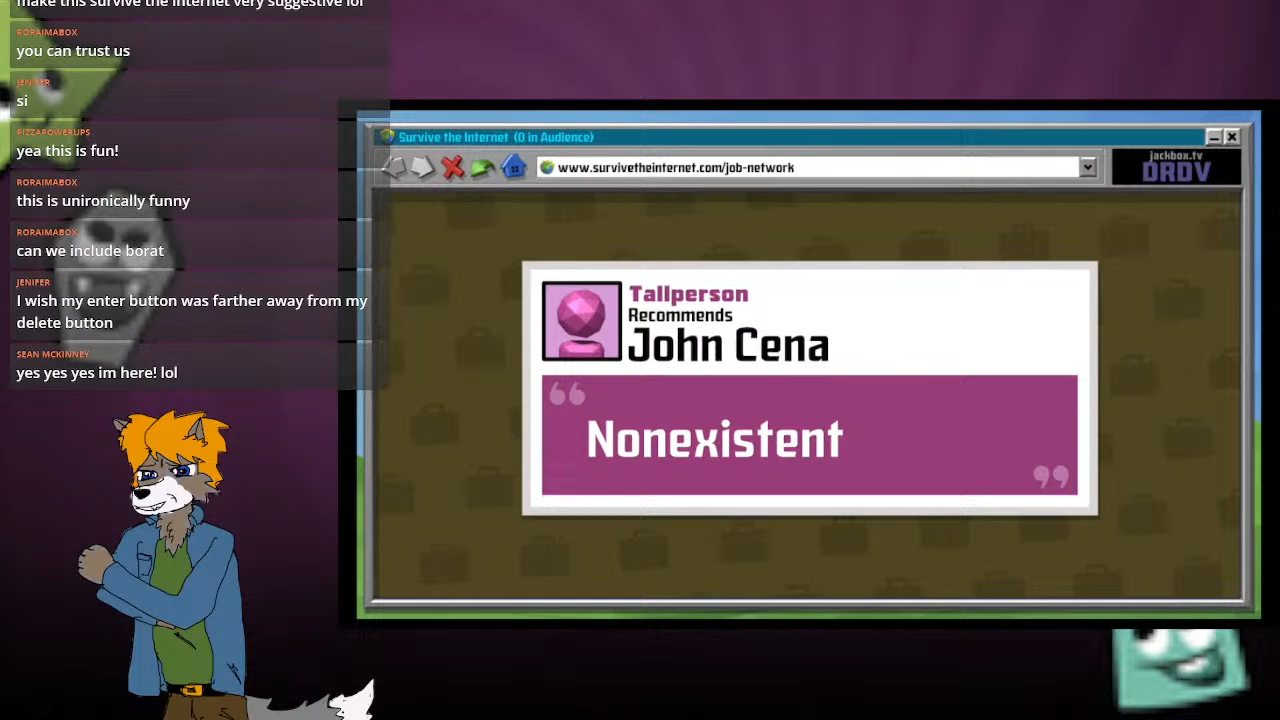 make this survive the internet very suggestive lol
RORAIMABOX
you can trust us
JENIFER
si
PIZZAPOWERUPS
yea this is fun!
RORAIMABOX
this is unironically funny
RORAIMABOX
can we include borat
JENIFER
I wish my enter button was farther away from my
delete button
SEAN MCKINNEY
yes yes yes im here! lol
Survive the Internet (0 in Audience)
www.survivetheinternet.com/job-network
jackbox.tv
DRDV
Tallperson
Recommends
John Cena
“
Nonexistent
”